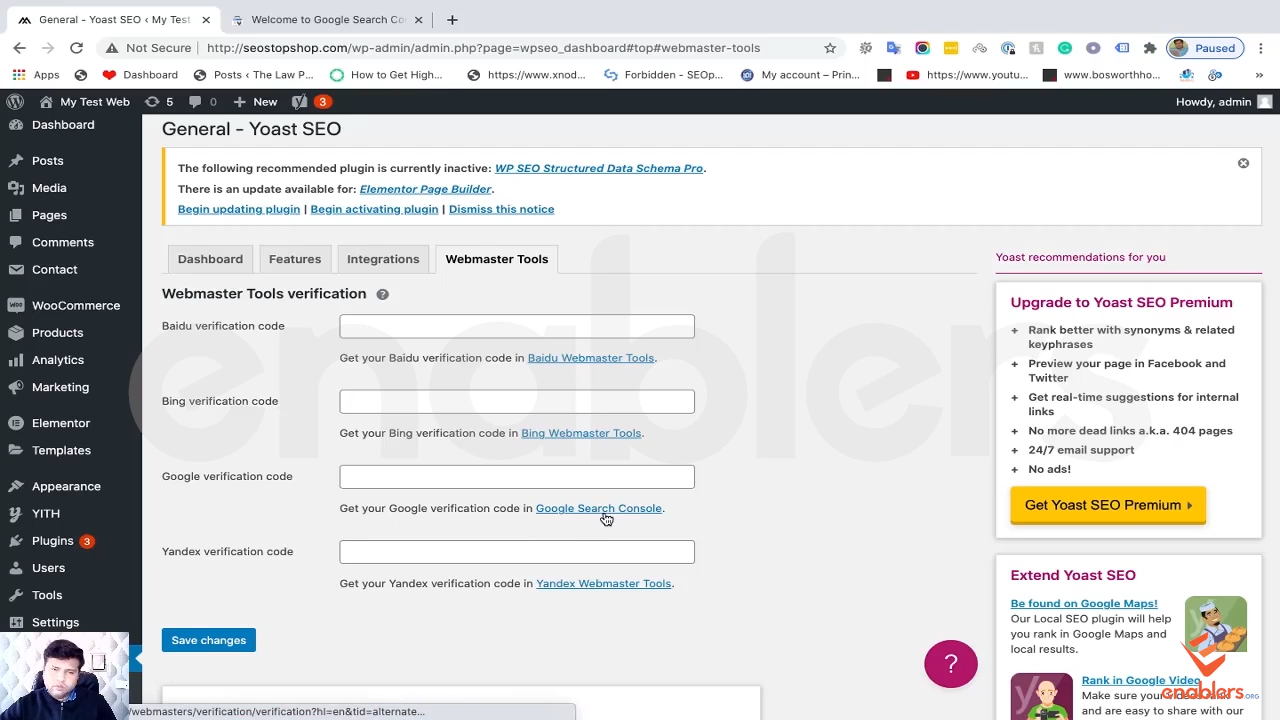 General - Yoast SEO ‹ My Test
Welcome to Google Search Co
Not Secure
http://seostopshop.com/wp-admin/admin.php?page=wpseo_dashboard#top#webmaster-tools
Paused
Apps
Dashboard
Posts ‹ The Law P...
How to Get High...
https://www.xnod...
Forbidden - SEOp...
My account – Prin...
https://www.youtu...
www.bosworthho...
»
My Test Web
5
0
New
3
Howdy, admin
Dashboard
Posts
Media
Pages
Comments
Contact
WooCommerce
Products
Analytics
Marketing
Elementor
Templates
Appearance
YITH
Plugins 3
Users
Tools
Settings
General - Yoast SEO
The following recommended plugin is currently inactive: WP SEO Structured Data Schema Pro.
There is an update available for: Elementor Page Builder.
Begin updating plugin | Begin activating plugin | Dismiss this notice
Dashboard
Features
Integrations
Webmaster Tools
Webmaster Tools verification ?
Baidu verification code
Get your Baidu verification code in Baidu Webmaster Tools.
Bing verification code
Get your Bing verification code in Bing Webmaster Tools.
Google verification code
Get your Google verification code in Google Search Console.
Yandex verification code
Get your Yandex verification code in Yandex Webmaster Tools.
Save changes
Yoast recommendations for you
Upgrade to Yoast SEO Premium
+ Rank better with synonyms & related
keyphrases
+ Preview your page in Facebook and
Twitter
+ Get real-time suggestions for internal
links
+ No more dead links a.k.a. 404 pages
+ 24/7 email support
+ No ads!
Get Yoast SEO Premium
Extend Yoast SEO
Be found on Google Maps!
Our Local SEO plugin will help
you rank in Google Maps and
local results.
Rank in Google Video
Make sure your videos rank
and are easy to share with our
?
/webmasters/verification/verification?hl=en&tid=alternate...
enablers
enablers.ORG